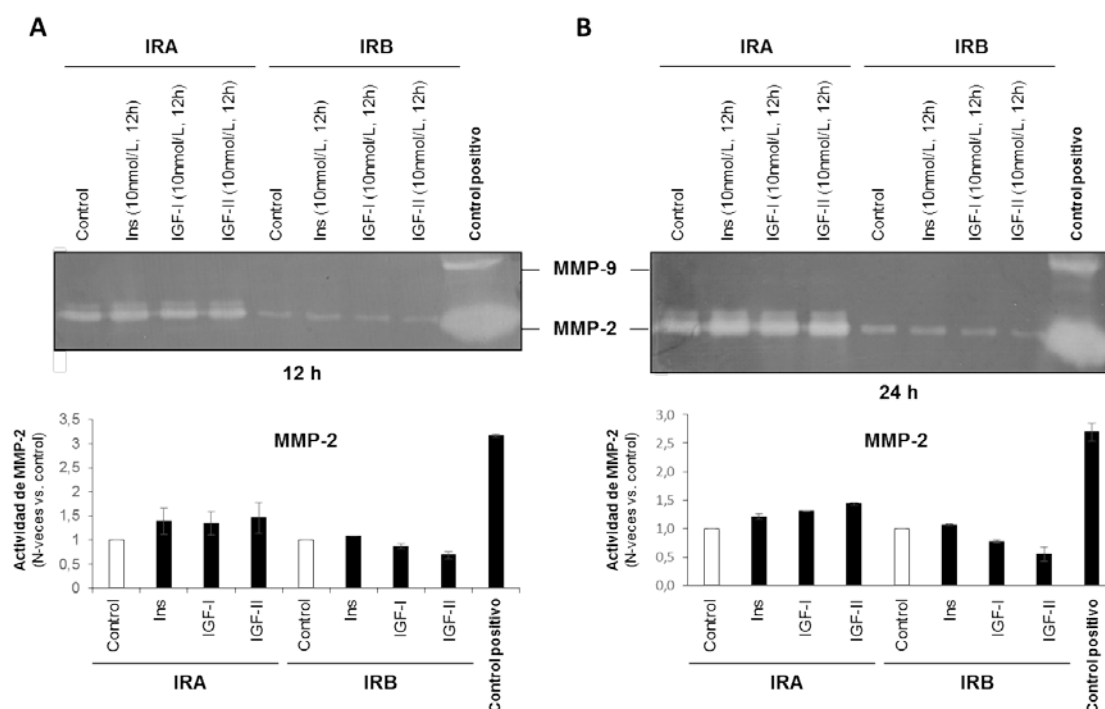 A
IRA
IRB
Control
Ins (10nmol/L, 12h)
IGF-I (10nmol/L, 12h)
IGF-II (10nmol/L, 12h)
Control
Ins (10nmol/L, 12h)
IGF-I (10nmol/L, 12h)
IGF-II (10nmol/L, 12h)
Control positivo
12 h
B
IRA
IRB
Control
Ins (10nmol/L, 12h)
IGF-I (10nmol/L, 12h)
IGF-II (10nmol/L, 12h)
Control
Ins (10nmol/L, 12h)
IGF-I (10nmol/L, 12h)
IGF-II (10nmol/L, 12h)
Control positivo
MMP-9
MMP-2
24 h
MMP-2
Actividad de MMP-2
(N-veces vs. control)
3,5
3
2,5
2
1,5
1
0,5
0
Control
Ins
IGF-I
IGF-II
Control
Ins
IGF-I
IGF-II
Control positivo
IRA
IRB
MMP-2
Actividad de MMP-2
(N-veces vs. control)
3,0
2,5
2,0
1,5
1,0
0,5
0,0
Control
Ins
IGF-I
IGF-II
Control
Ins
IGF-I
IGF-II
Control positivo
IRA
IRB